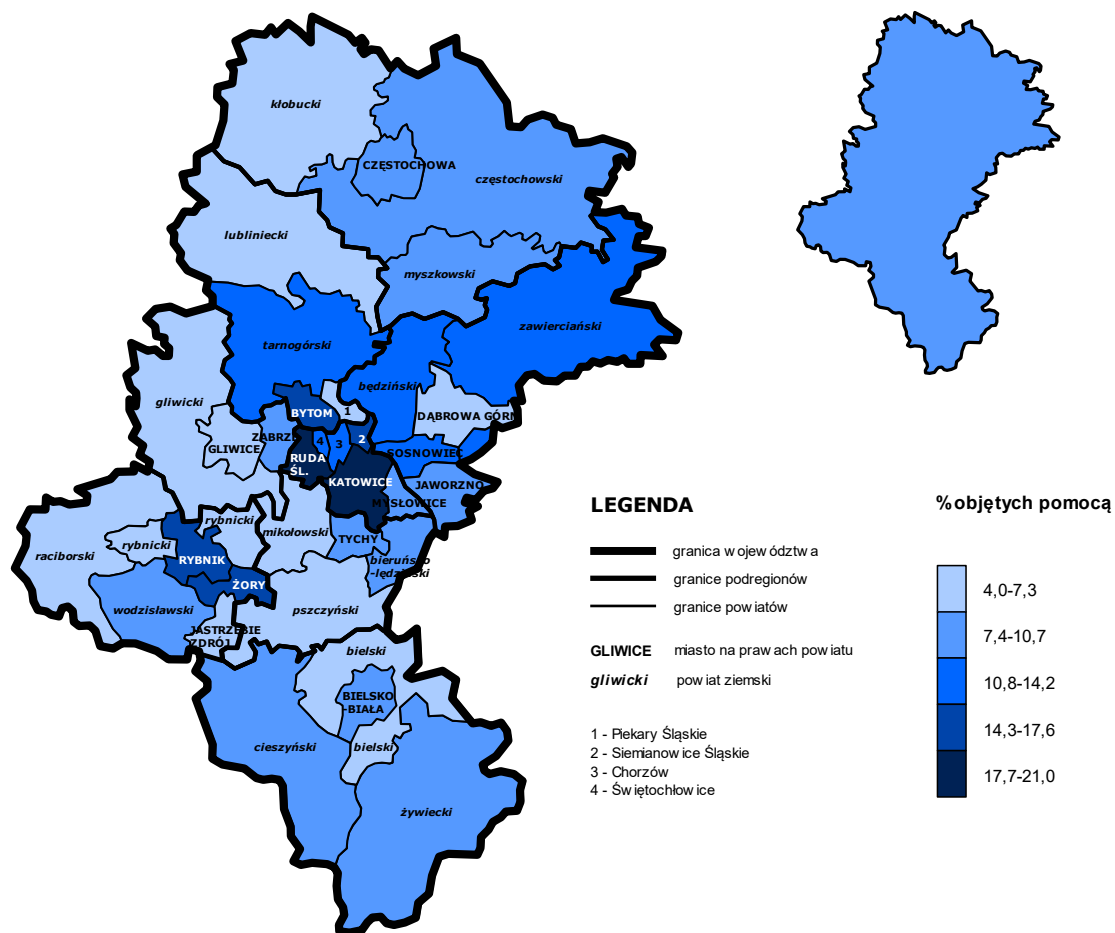 kłobucki
CZĘSTOCHOWA
częstochowski
lubliniecki
myszkowski
zawierciański
tarnogórski
będziński
gliwicki
1
DĄBROWA GÓRN
BYTOM
ZABRZE
4
3
2
SOSNOWIEC
GLIWICE
RUDA
ŚL.
KATOWICE
JAWORZNO
MYSŁOWICE
rybnicki
mikołowski
TYCHY
raciborski
rybnicki
RYBNIK
bieruńsko
-lędziński
ŻORY
wodzisławski
pszczyński
JASTRZĘBIE
ZDRÓJ
bielski
BIELSKO
-BIAŁA
cieszyński
bielski
żywiecki
LEGENDA
granica województwa
granice podregionów
granice powiatów
GLIWICE miasto na prawach powiatu
gliwicki powiat ziemski
1 - Piekary Śląskie
2 - Siemianowice Śląskie
3 - Chorzów
4 - Świętochłowice
% objętych pomocą
4,0-7,3
7,4-10,7
10,8-14,2
14,3-17,6
17,7-21,0